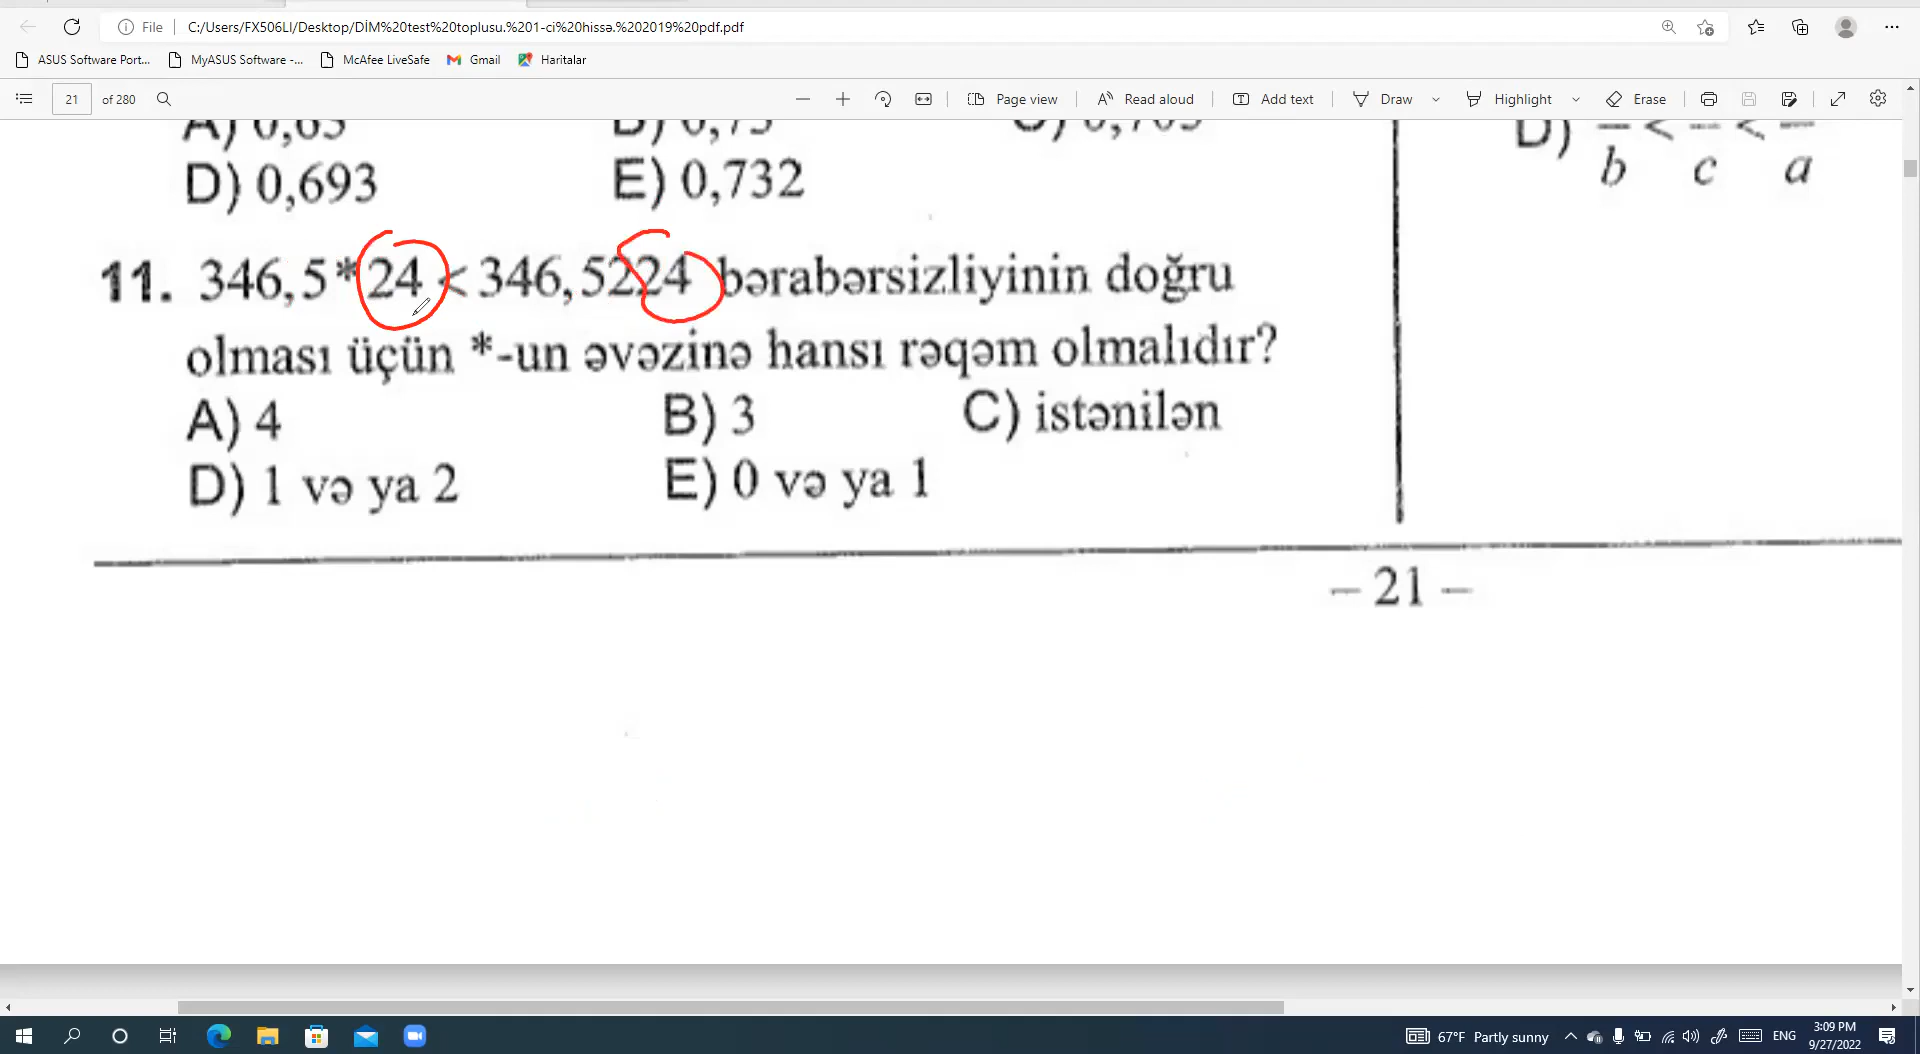 File C:/Users/FX506LI/Desktop/DİM%20test%20toplusu.%201-ci%20hissə.%202019%20pdf.pdf
ASUS Software Port... MyASUS Software -... McAfee LiveSafe Gmail Haritalar
21 of 280 Page view Read aloud Add text Draw Highlight Erase
D) 0,693 E) 0,732
D) b < c < a
11. 346,5*24 < 346,5224 bərabərsizliyinin doğru
olması üçün *-un əvəzinə hansı rəqəm olmalıdır?
A) 4 B) 3 C) istənilən
D) 1 və ya 2 E) 0 və ya 1
– 21 –
67°F Partly sunny ENG 3:09 PM
9/27/2022